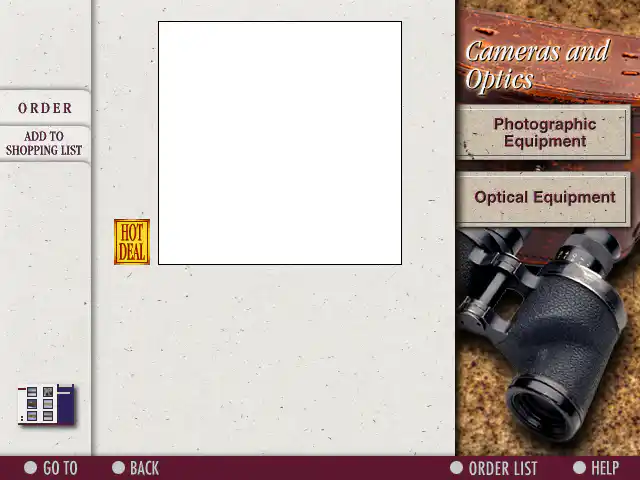 Cameras and
Optics
ORDER
ADD TO
SHOPPING LIST
Photographic
Equipment
Optical Equipment
HOT
DEAL
GO TO
BACK
ORDER LIST
HELP